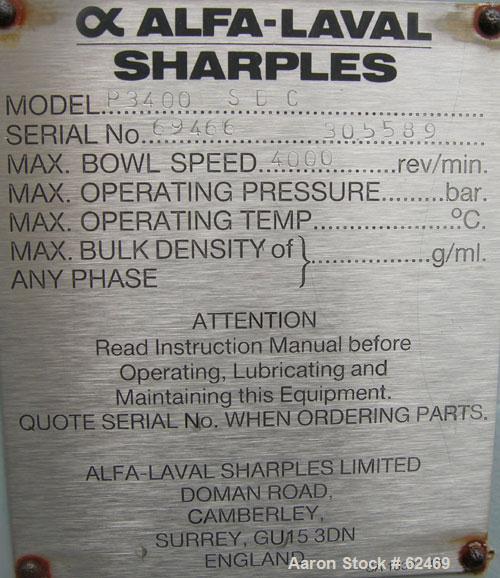 α ALFA-LAVAL
SHARPLES
MODEL P3400 SDC
SERIAL No. 69466 305589
MAX. BOWL SPEED 4000 rev/min.
MAX. OPERATING PRESSURE.........bar.
MAX. OPERATING TEMP.....................°C.
MAX. BULK DENSITY of }.................g/ml.
ANY PHASE
ATTENTION
Read Instruction Manual before
Operating, Lubricating and
Maintaining this Equipment.
QUOTE SERIAL No. WHEN ORDERING PARTS.
ALFA-LAVAL SHARPLES LIMITED
DOMAN ROAD,
CAMBERLEY,
SURREY, GU15 3DN
ENGLAND
Aaron Stock # 62469